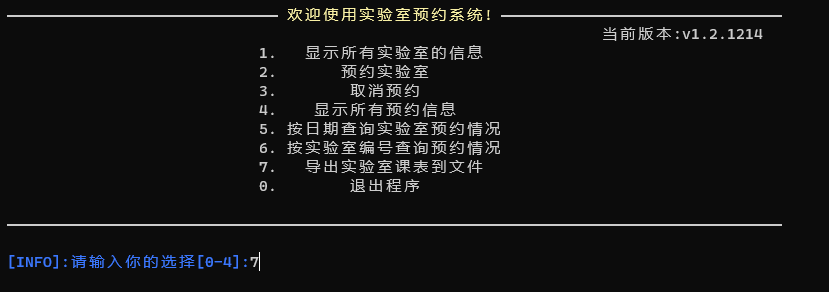 欢迎使用实验室预约系统!
当前版本:v1.2.1214
1. 显示所有实验室的信息
2. 预约实验室
3. 取消预约
4. 显示所有预约信息
5. 按日期查询实验室预约情况
6. 按实验室编号查询预约情况
7. 导出实验室课表到文件
0. 退出程序
[INFO]:请输入你的选择[0-4]:7